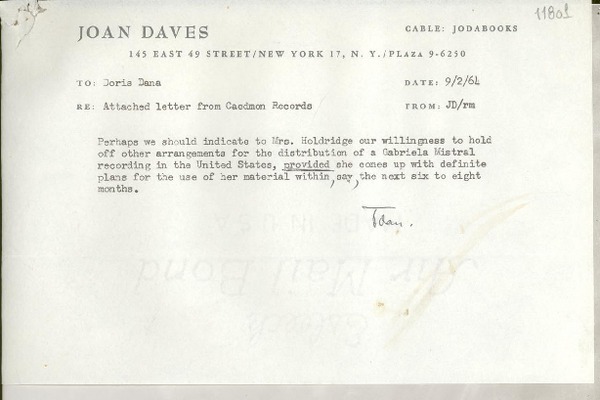 11801
JOAN DAVES
CABLE: JODABOOKS
145 EAST 49 STREET/NEW YORK 17, N. Y./PLAZA 9-6250
TO: Doris Dana
DATE: 9/2/64
RE: Attached letter from Caedmon Records
FROM: JD/rm
Perhaps we should indicate to Mrs. Holdridge our willingness to hold
off other arrangements for the distribution of a Gabriela Mistral
recording in the United States, provided she comes up with definite
plans for the use of her material within, say, the next six to eight
months.
Joan.
Air Mail Bond